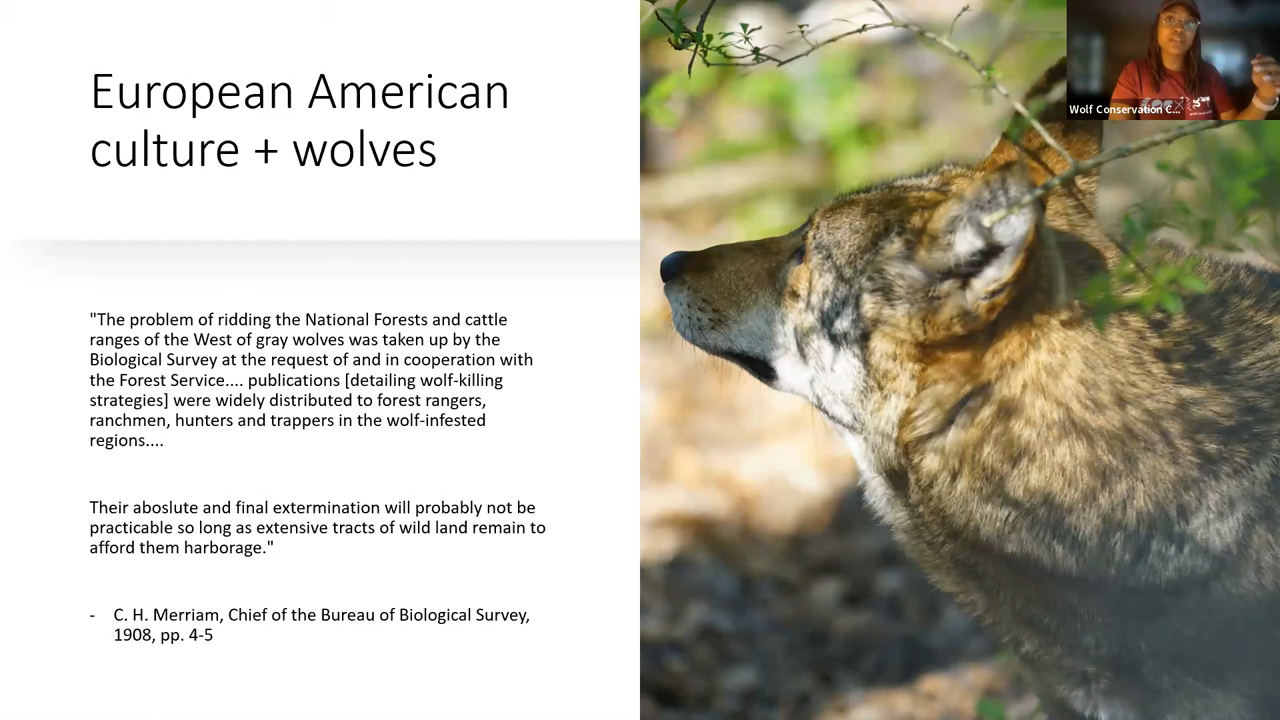 European American
culture + wolves
"The problem of ridding the National Forests and cattle
ranges of the West of gray wolves was taken up by the
Biological Survey at the request of and in cooperation with
the Forest Service.... publications [detailing wolf-killing
strategies] were widely distributed to forest rangers,
ranchmen, hunters and trappers in the wolf-infested
regions....
Their aboslute and final extermination will probably not be
practicable so long as extensive tracts of wild land remain to
afford them harborage."
- C. H. Merriam, Chief of the Bureau of Biological Survey,
1908, pp. 4-5
Wolf Conservation C...